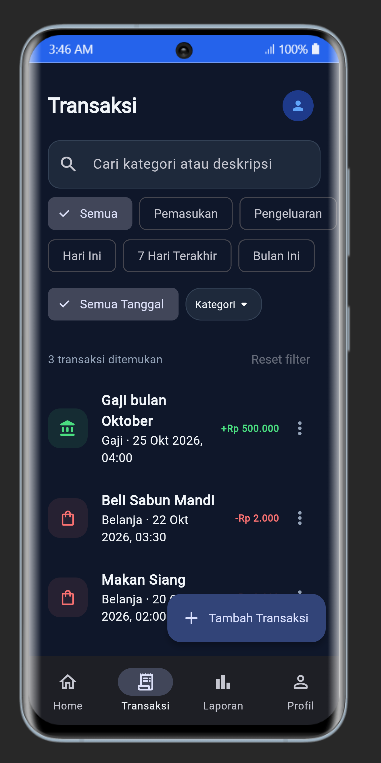 3:46 AM 100%
Transaksi
Cari kategori atau deskripsi
Semua Pemasukan Pengeluaran
Hari Ini 7 Hari Terakhir Bulan Ini
Semua Tanggal Kategori
3 transaksi ditemukan Reset filter
Gaji bulan
Oktober
+Rp 500.000
Gaji · 25 Okt 2026,
04:00
Beli Sabun Mandi
Belanja · 22 Okt
-Rp 2.000
2026, 03:30
Makan Siang
Belanja · 20
2026, 02:00
Tambah Transaksi
Home Transaksi Laporan Profil